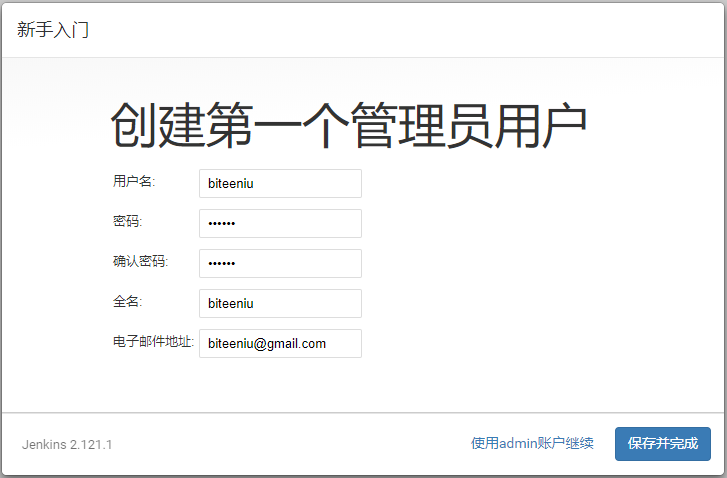 新手入门
创建第一个管理员用户
用户名: biteeniu
密码: ••••••
确认密码: ••••••
全名: biteeniu
电子邮件地址: biteeniu@gmail.com
Jenkins 2.121.1 使用admin账户继续 保存并完成